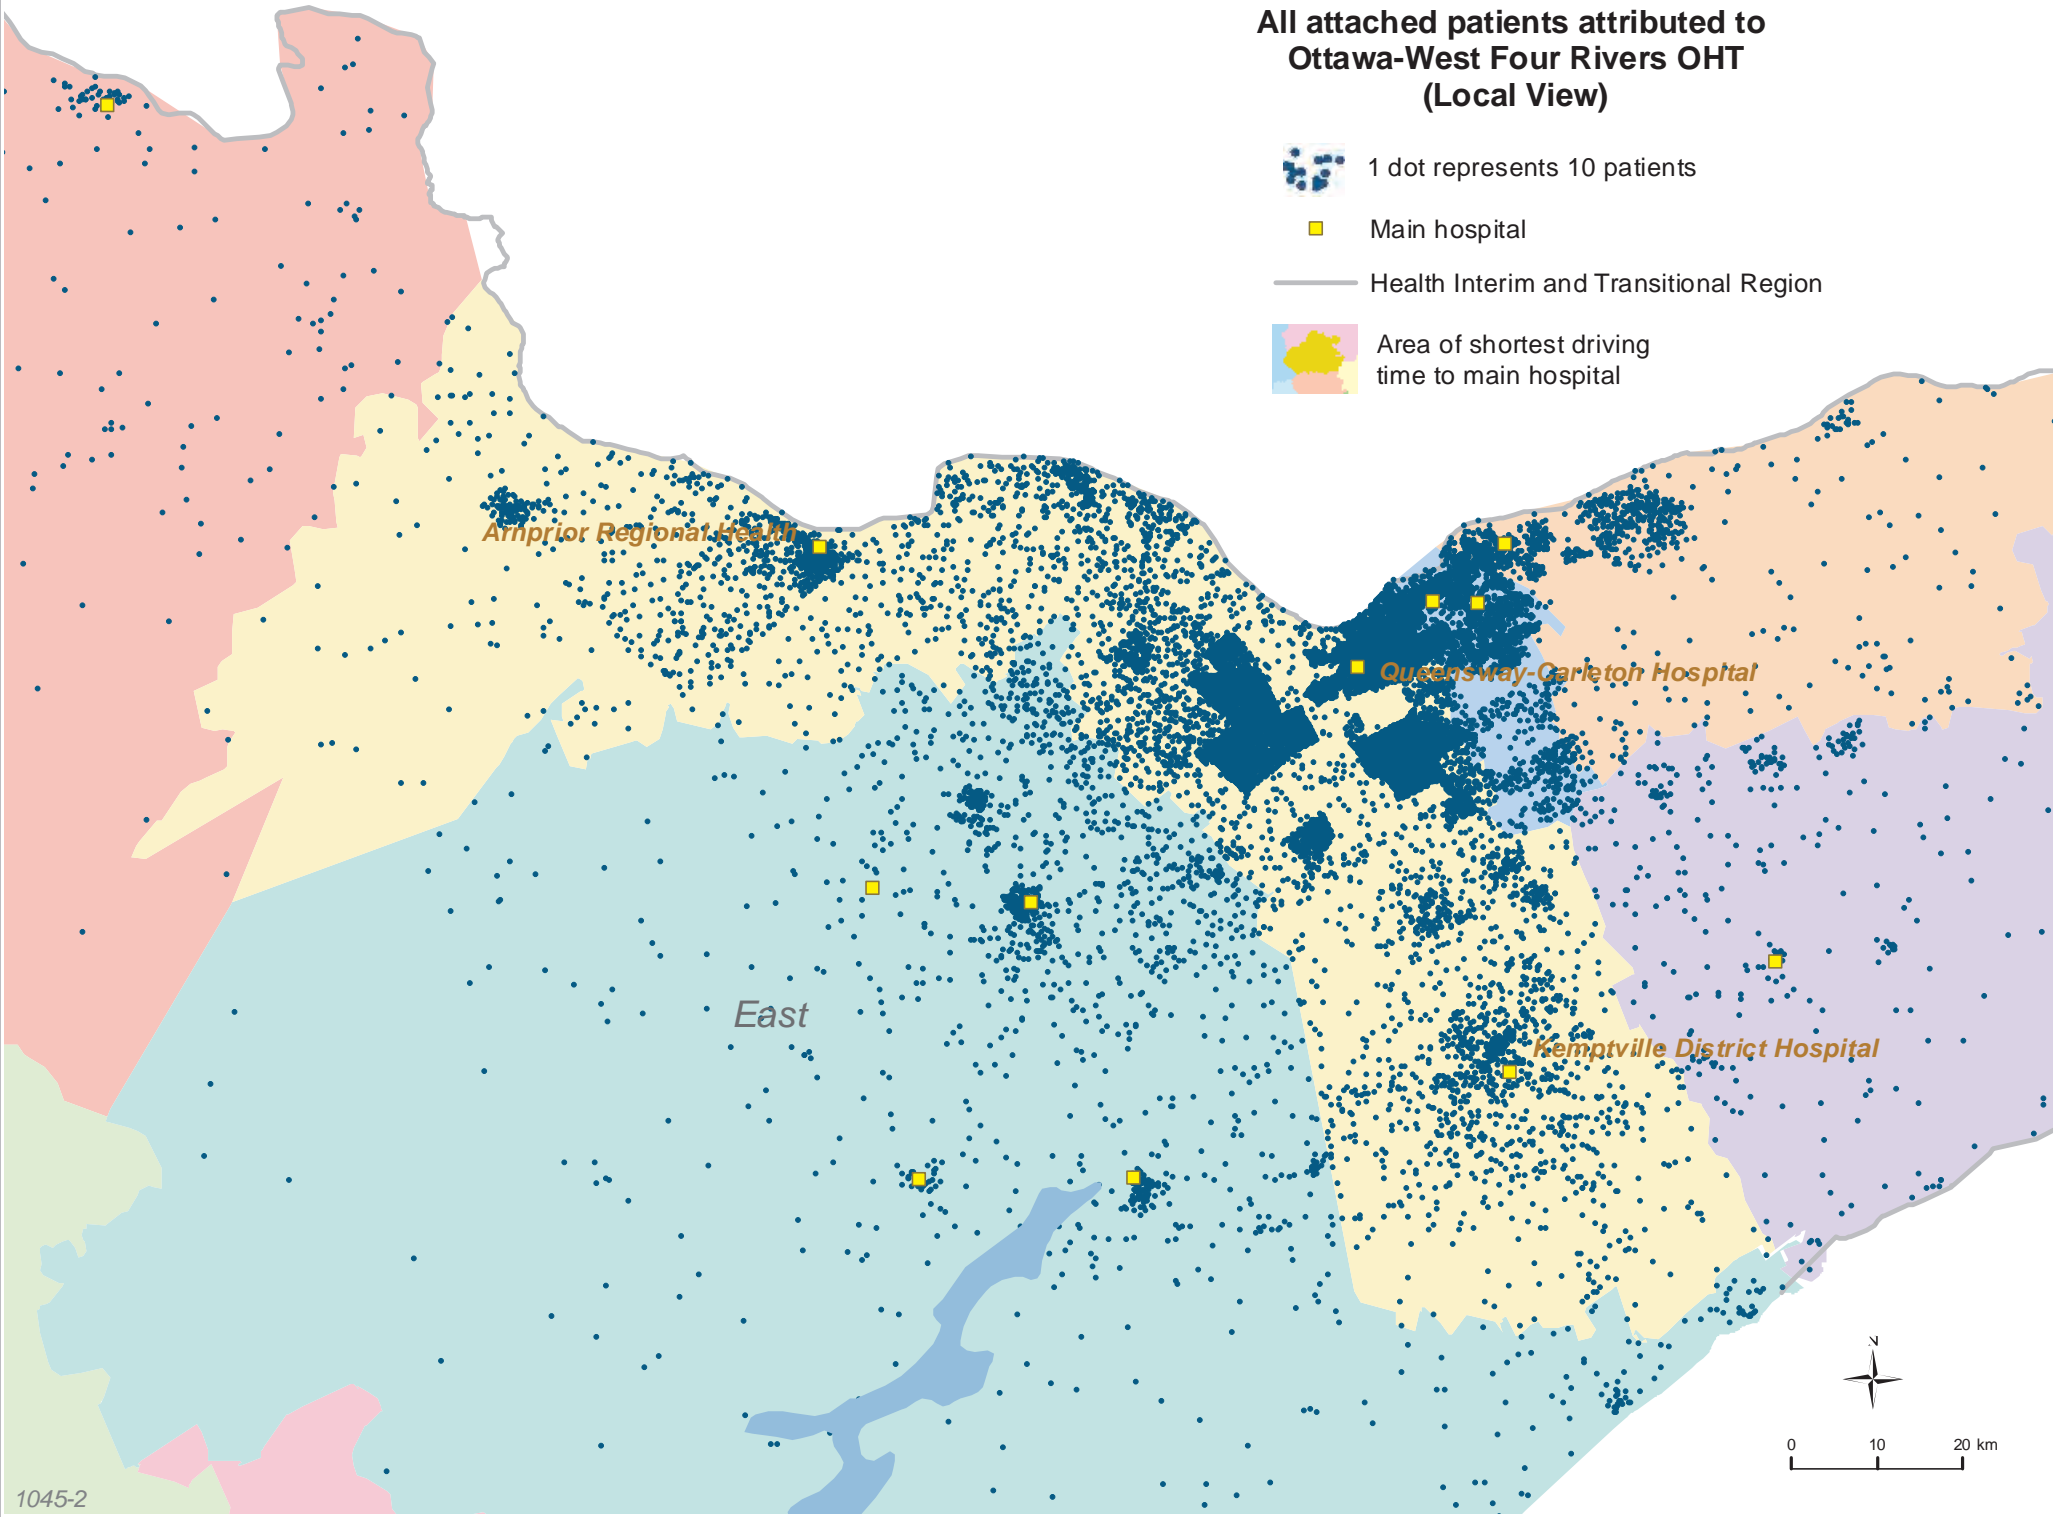 All attached patients attributed to
Ottawa-West Four Rivers OHT
(Local View)
1 dot represents 10 patients
Main hospital
Health Interim and Transitional Region
Area of shortest driving
time to main hospital
Arnprior Regional Health
Queensway-Carleton Hospital
East
Kemptville District Hospital
N
0 10 20 km
1045-2